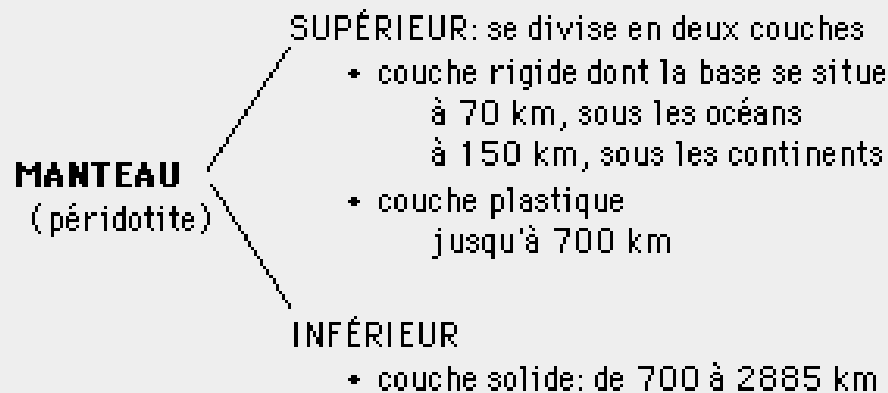 SUPÉRIEUR: se divise en deux couches
• couche rigide dont la base se situe
à 70 km, sous les océans
à 150 km, sous les continents
MANTEAU
(péridotite)
• couche plastique
jusqu'à 700 km
INFÉRIEUR
• couche solide: de 700 à 2885 km